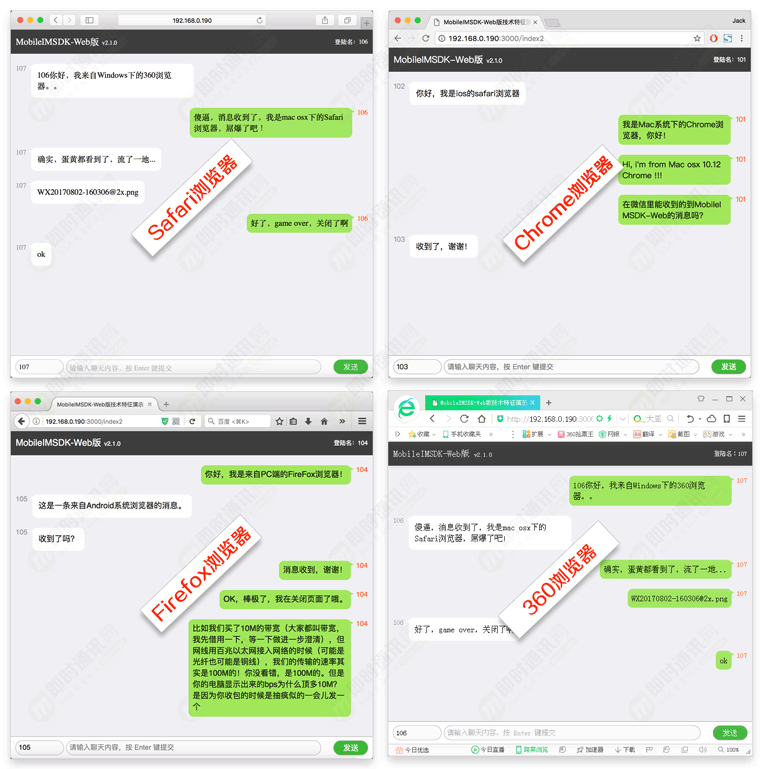 192.168.0.190
MobileIMSDK-Web版 v2.1.0
登陆名：106
107
106你好，我来自Windows下的360浏览
器。。
106
傻逼，消息收到了，我是mac osx下的Safari
浏览器，屌爆了吧！
107
确实，蛋黄都看到了，流了一地...
107
WX20170802-160306@2x.png
106
好了，game over，关闭了啊
107
ok
Safari浏览器
107
请输入聊天内容，按 Enter 键提交
发送
MobileIMSDK-Web版技术特征演
Jack
192.168.0.190:3000/index2
MobileIMSDK-Web版 v2.1.0
登陆名：101
102
你好，我是ios的safari浏览器
101
我是Mac系统下的Chrome浏
览器，你好！
101
Hi, i'm from Mac osx 10.12
Chrome !!!
101
在微信里能收到的到MobileI
MSDK-Web的消息吗？
103
收到了，谢谢！
Chrome浏览器
103
请输入聊天内容，按 Enter 键提交
发送
MobileIMSDK-Web版技术特征演示
192.168.0.190:3000/index2
百度 <⌘K>
MobileIMSDK-Web版 v2.1.0
登陆名：104
104
你好，我是来自PC端的FireFox浏览器！
105
这是一条来自Android系统浏览器的消息。
105
收到了吗？
104
消息收到，谢谢！
104
OK，棒极了，我在关闭页面了哦。
104
比如我们买了10M的带宽（大家都叫带宽，
我先借用一下，等一下做进一步澄清），但
网线用百兆以太网接入网络的时候（可能是
光纤也可能是铜线），我们的传输的速率其
实是100M的！你没看错，是100M的。但是
你的电脑显示出来的bps为什么顶多10M？
是因为你收包的时候是抽疯似的一会儿发一
个
Firefox浏览器
105
请输入聊天内容，按 Enter 键提交
发送
MobileIMSDK-Web版技术特征演示
http://192.168.0.190:3000
大亚
收藏
手机收藏夹
扩展
360抢票王
网银
翻译
截图
游戏
MobileIMSDK-Web版 v2.1.0
登陆名：107
107
106你好，我来自Windows下的360浏览
器。。
106
傻逼，消息收到了，我是mac osx下的
Safari浏览器，屌爆了吧！
107
确实，蛋黄都看到了，流了一地...
107
WX20170802-160306@2x.png
106
好了，game over，关闭了啊
107
ok
360浏览器
106
请输入聊天内容，按 Enter 键提交
发送
今日优选
今日直播
跨屏浏览
加速器
下载
100%